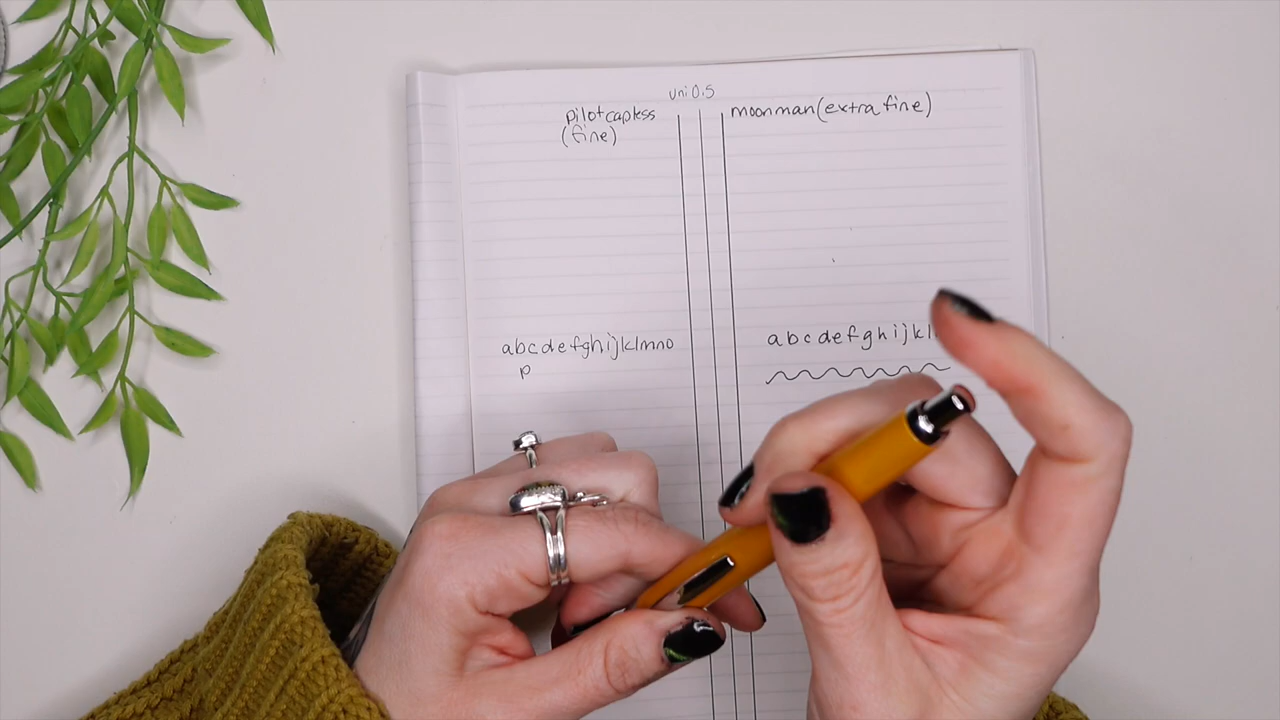 uni 0.5
pilot capless
(fine)
moonman (extra fine)
abcdefghijklmno
p
abcdefghijkl